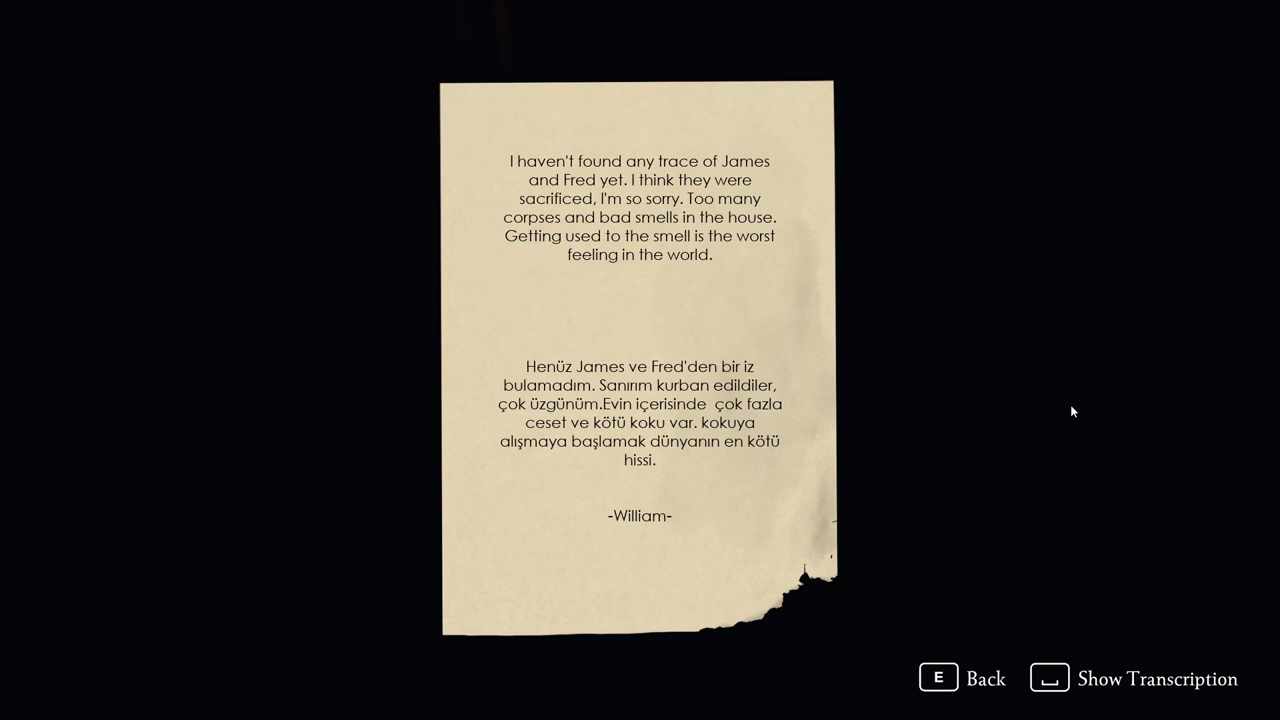 I haven't found any trace of James
and Fred yet. I think they were
sacrificed, I'm so sorry. Too many
corpses and bad smells in the house.
Getting used to the smell is the worst
feeling in the world.
Henüz James ve Fred'den bir iz
bulamadım. Sanırım kurban edildiler,
çok üzgünüm.Evin içerisinde  çok fazla
ceset ve kötü koku var. kokuya
alışmaya başlamak dünyanın en kötü
hissi.
-William-
E Back
Show Transcription